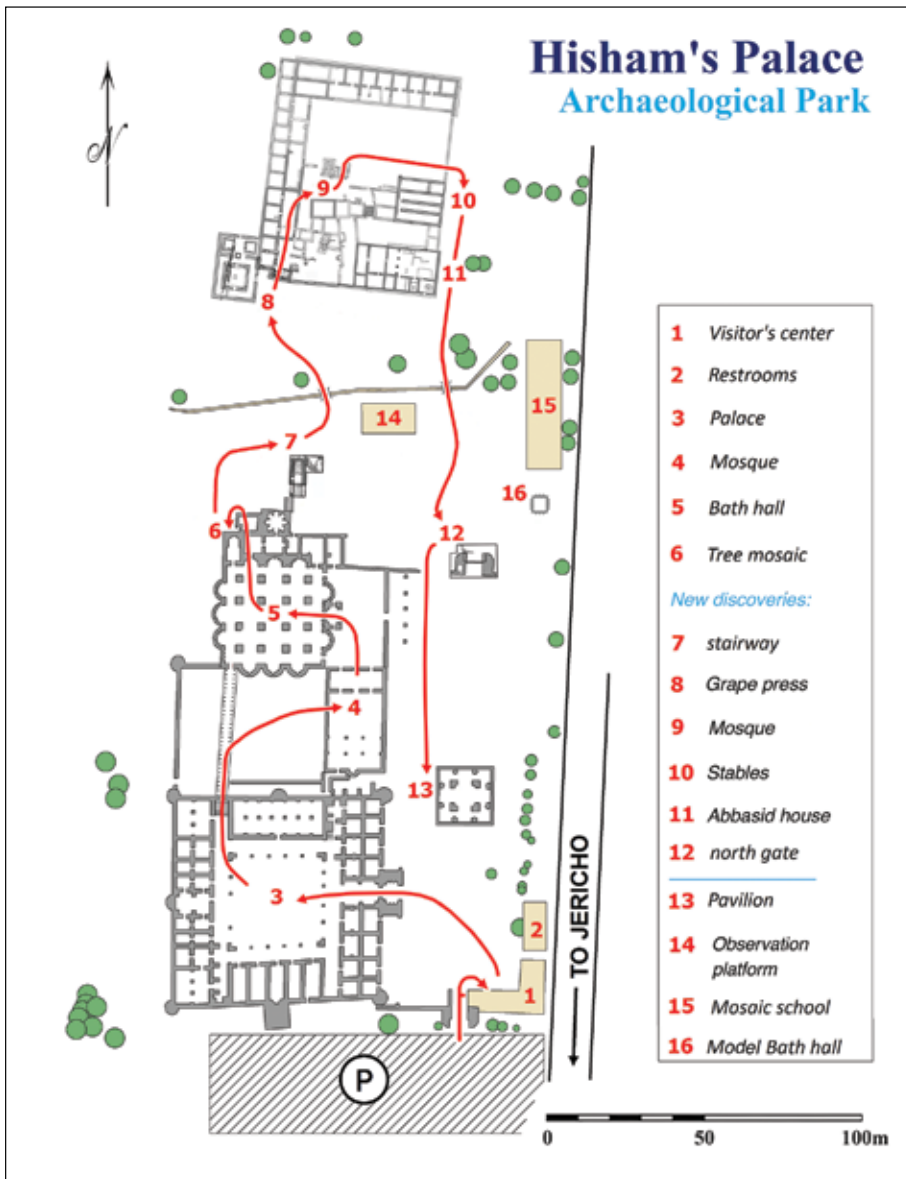 Hisham's Palace
Archaeological Park
N
9
10
11
8
14
15
7
16
6
12
5
4
13
3
2
1
P
TO JERICHO
1 Visitor's center
2 Restrooms
3 Palace
4 Mosque
5 Bath hall
6 Tree mosaic
New discoveries:
7 stairway
8 Grape press
9 Mosque
10 Stables
11 Abbasid house
12 north gate
13 Pavilion
14 Observation
platform
15 Mosaic school
16 Model Bath hall
0 50 100m